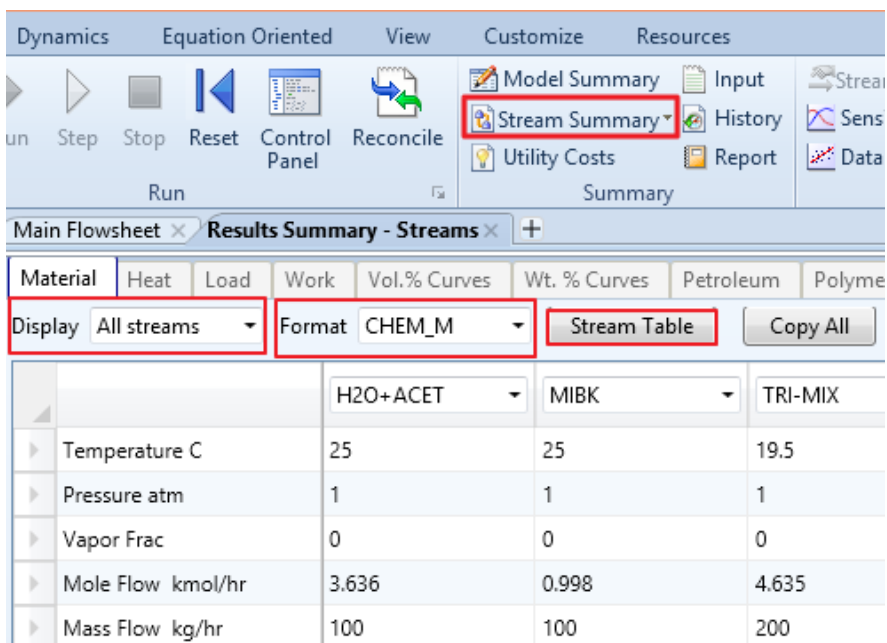 Dynamics Equation Oriented View Customize Resources
Model Summary Input
Step Stop Reset Control Panel Reconcile
Stream Summary History
Utility Costs Report Data
Run Summary
Main Flowsheet Results Summary - Streams
Material Heat Load Work Vol.% Curves Wt. % Curves Petroleum
Display All streams Format CHEM_M Stream Table Copy All
H2O+ACET MIBK TRI-MIX
Temperature C 25 25 19.5
Pressure atm 1 1 1
Vapor Frac 0 0 0
Mole Flow kmol/hr 3.636 0.998 4.635
Mass Flow kg/hr 100 100 200